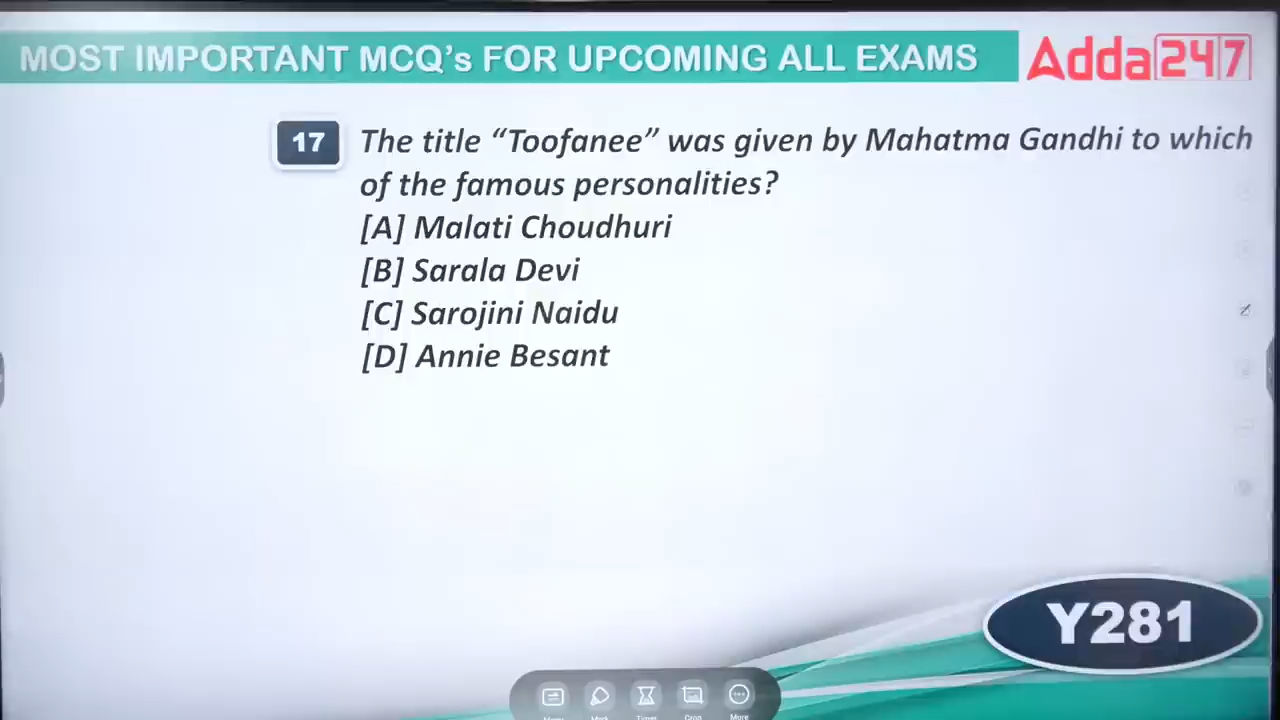 MOST IMPORTANT MCQ's FOR UPCOMING ALL EXAMS
Adda247
17
The title “Toofanee” was given by Mahatma Gandhi to which
of the famous personalities?
[A] Malati Choudhuri
[B] Sarala Devi
[C] Sarojini Naidu
[D] Annie Besant
Y281
More